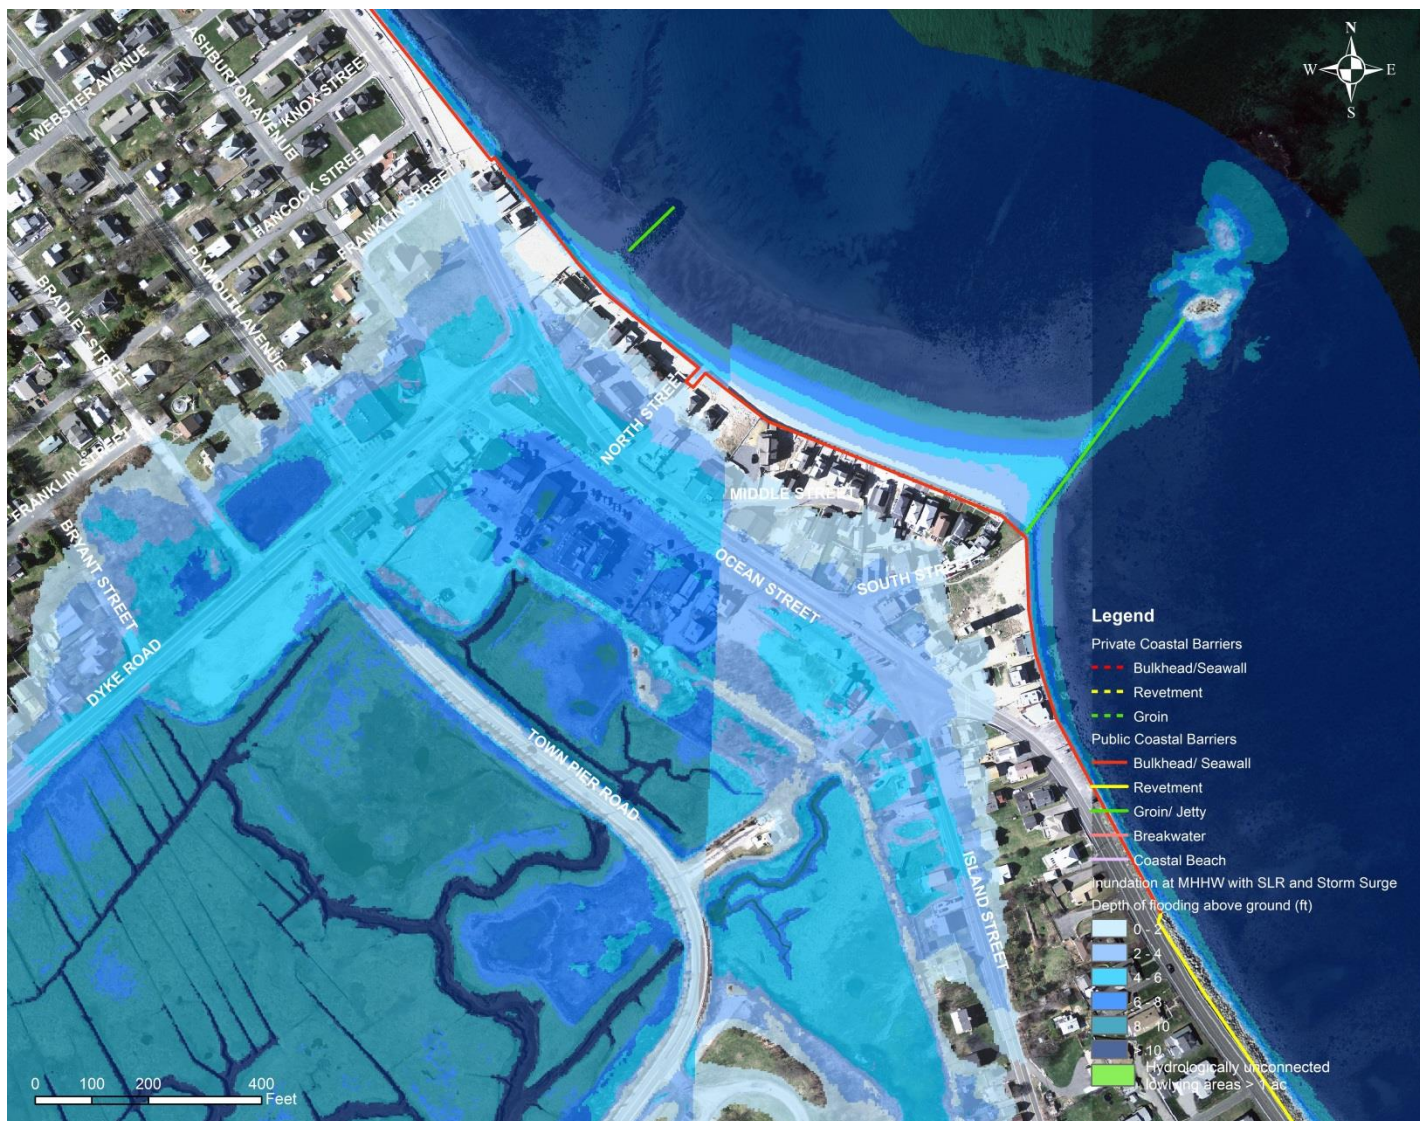 N
W
E
S
WEBSTER AVENUE
ASHBURTON AVENUE
KNOX STREET
HANCOCK STREET
FRANKLIN STREET
PLYMOUTH AVENUE
BRADLEY STREET
FRANKLIN STREET
BRYANT STREET
DYKE ROAD
NORTH STREET
MIDDLE STREET
OCEAN STREET
SOUTH STREET
TOWN PIER ROAD
ISLAND STREET
Legend
Private Coastal Barriers
Bulkhead/Seawall
Revetment
Groin
Public Coastal Barriers
Bulkhead/ Seawall
Revetment
Groin/ Jetty
Breakwater
Coastal Beach
Inundation at MHHW with SLR and Storm Surge
Depth of flooding above ground (ft)
0 - 2
2 - 4
4 - 6
6 - 8
8 - 10
> 10
Hydrologically unconnected
lowlying areas > 1 ac
0 100 200 400
Feet